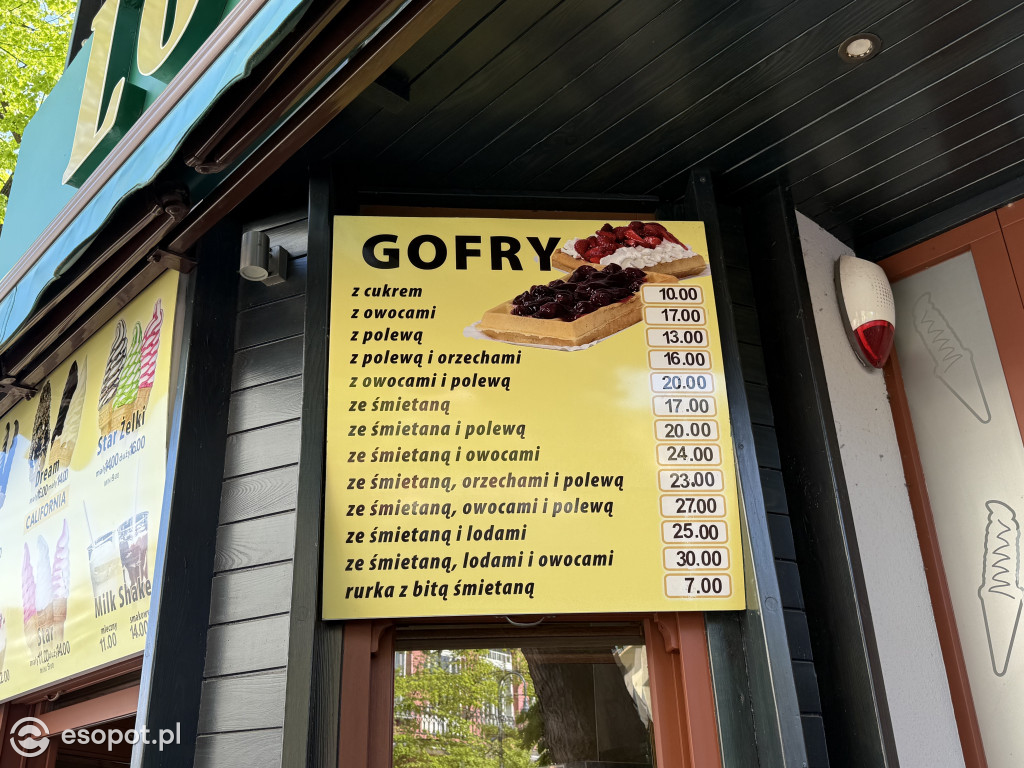 GOFRY
z cukrem 10.00
z owocami 17.00
z polewą 13.00
z polewą i orzechami 16.00
z owocami i polewą 20.00
ze śmietaną 17.00
ze śmietana i polewą 20.00
ze śmietaną i owocami 24.00
ze śmietaną, orzechami i polewą 23.00
ze śmietaną, owocami i polewą 27.00
ze śmietaną i lodami 25.00
ze śmietaną, lodami i owocami 30.00
rurka z bitą śmietaną 7.00
Star Żelki
Dream
CALIFORNIA
Milk Shake
mleczny
11.00
smakowy
14.00
Star
esopot.pl